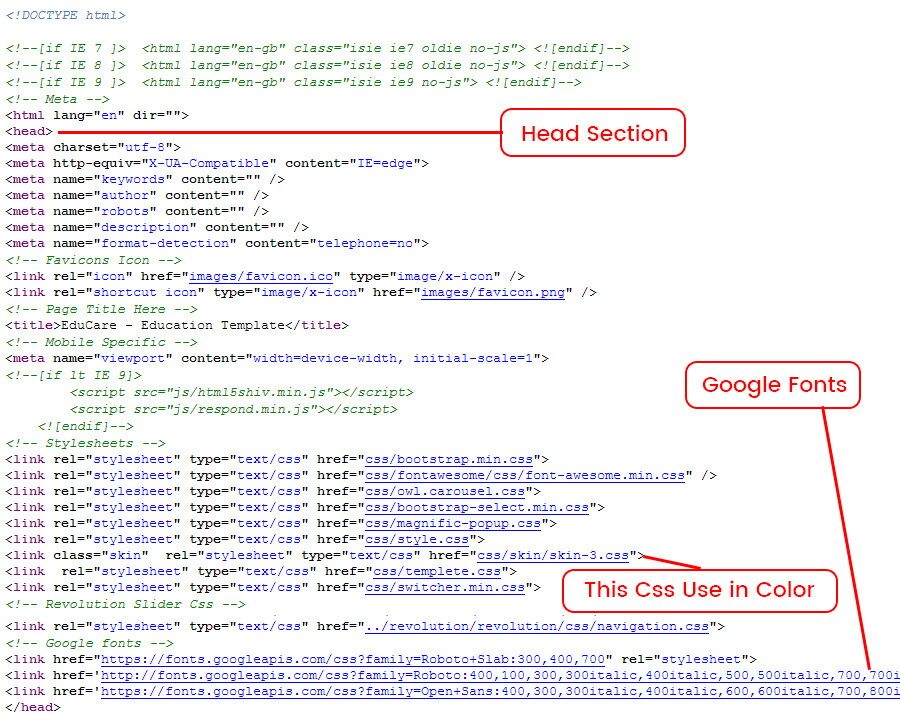 <!DOCTYPE html>
<!--[if IE 7 ]>  <html lang="en-gb" class="isie ie7 oldie no-js"> <![endif]-->
<!--[if IE 8 ]>  <html lang="en-gb" class="isie ie8 oldie no-js"> <![endif]-->
<!--[if IE 9 ]>  <html lang="en-gb" class="isie ie9 no-js"> <![endif]-->
<!-- Meta -->
<html lang="en" dir="">
<head>
Head Section
<meta charset="utf-8">
<meta http-equiv="X-UA-Compatible" content="IE=edge">
<meta name="keywords" content="" />
<meta name="author" content="" />
<meta name="robots" content="" />
<meta name="description" content="" />
<meta name="format-detection" content="telephone=no">
<!-- Favicons Icon -->
<link rel="icon" href="images/favicon.ico" type="image/x-icon" />
<link rel="shortcut icon" type="image/x-icon" href="images/favicon.png" />
<!-- Page Title Here -->
<title>EduCare - Education Template</title>
<!-- Mobile Specific -->
<meta name="viewport" content="width=device-width, initial-scale=1">
<!--[if lt IE 9]>
<script src="js/html5shiv.min.js"></script>
Google Fonts
<script src="js/respond.min.js"></script>
<![endif]-->
<!-- Stylesheets -->
<link rel="stylesheet" type="text/css" href="css/bootstrap.min.css">
<link rel="stylesheet" type="text/css" href="css/fontawesome/css/font-awesome.min.css" />
<link rel="stylesheet" type="text/css" href="css/owl.carousel.css">
<link rel="stylesheet" type="text/css" href="css/bootstrap-select.min.css">
<link rel="stylesheet" type="text/css" href="css/magnific-popup.css">
<link rel="stylesheet" type="text/css" href="css/style.css">
<link class="skin"  rel="stylesheet" type="text/css" href="css/skin/skin-3.css">
<link  rel="stylesheet" type="text/css" href="css/templete.css">
<link rel="stylesheet" type="text/css" href="css/switcher.min.css">
This Css Use in Color
<!-- Revolution Slider Css -->
<link rel="stylesheet" type="text/css" href="../revolution/revolution/css/navigation.css">
<!-- Google fonts -->
<link href="https://fonts.googleapis.com/css?family=Roboto+Slab:300,400,700" rel="stylesheet">
<link href='http://fonts.googleapis.com/css?family=Roboto:400,100,300,300italic,400italic,500,500italic,700,700i
<link href='https://fonts.googleapis.com/css?family=Open+Sans:400,300,300italic,400italic,600,600italic,700,800i
</head>